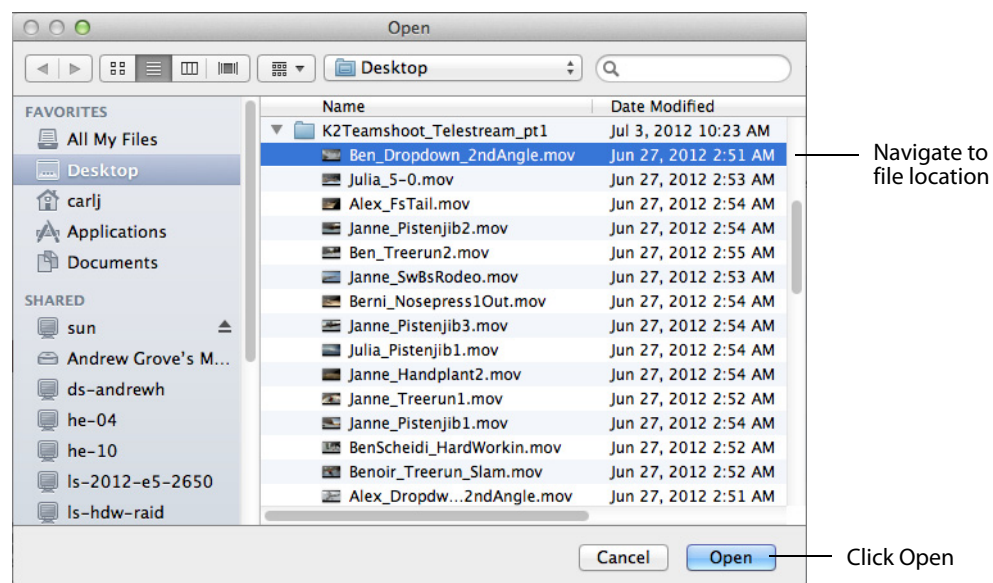 Open
Desktop
FAVORITES
All My Files
Desktop
carlj
Applications
Documents
SHARED
sun
Andrew Grove's M...
ds-andrewh
he-04
he-10
ls-2012-e5-2650
ls-hdw-raid
Name Date Modified
K2Teamshoot_Telestream_pt1 Jul 3, 2012 10:23 AM
Ben_Dropdown_2ndAngle.mov Jun 27, 2012 2:51 AM
Julia_5-0.mov Jun 27, 2012 2:53 AM
Alex_FsTail.mov Jun 27, 2012 2:54 AM
Janne_Pistenjib2.mov Jun 27, 2012 2:54 AM
Ben_Treerun2.mov Jun 27, 2012 2:55 AM
Janne_SwBsRodeo.mov Jun 27, 2012 2:53 AM
Berni_Nosepress1Out.mov Jun 27, 2012 2:54 AM
Janne_Pistenjib3.mov Jun 27, 2012 2:54 AM
Julia_Pistenjib1.mov Jun 27, 2012 2:54 AM
Janne_Handplant2.mov Jun 27, 2012 2:54 AM
Janne_Treerun1.mov Jun 27, 2012 2:52 AM
Janne_Pistenjib1.mov Jun 27, 2012 2:54 AM
BenScheidi_HardWorkin.mov Jun 27, 2012 2:52 AM
Benoir_Treerun_Slam.mov Jun 27, 2012 2:52 AM
Alex_Dropdw...2ndAngle.mov Jun 27, 2012 2:51 AM
Navigate to
file location
Cancel
Open
Click Open